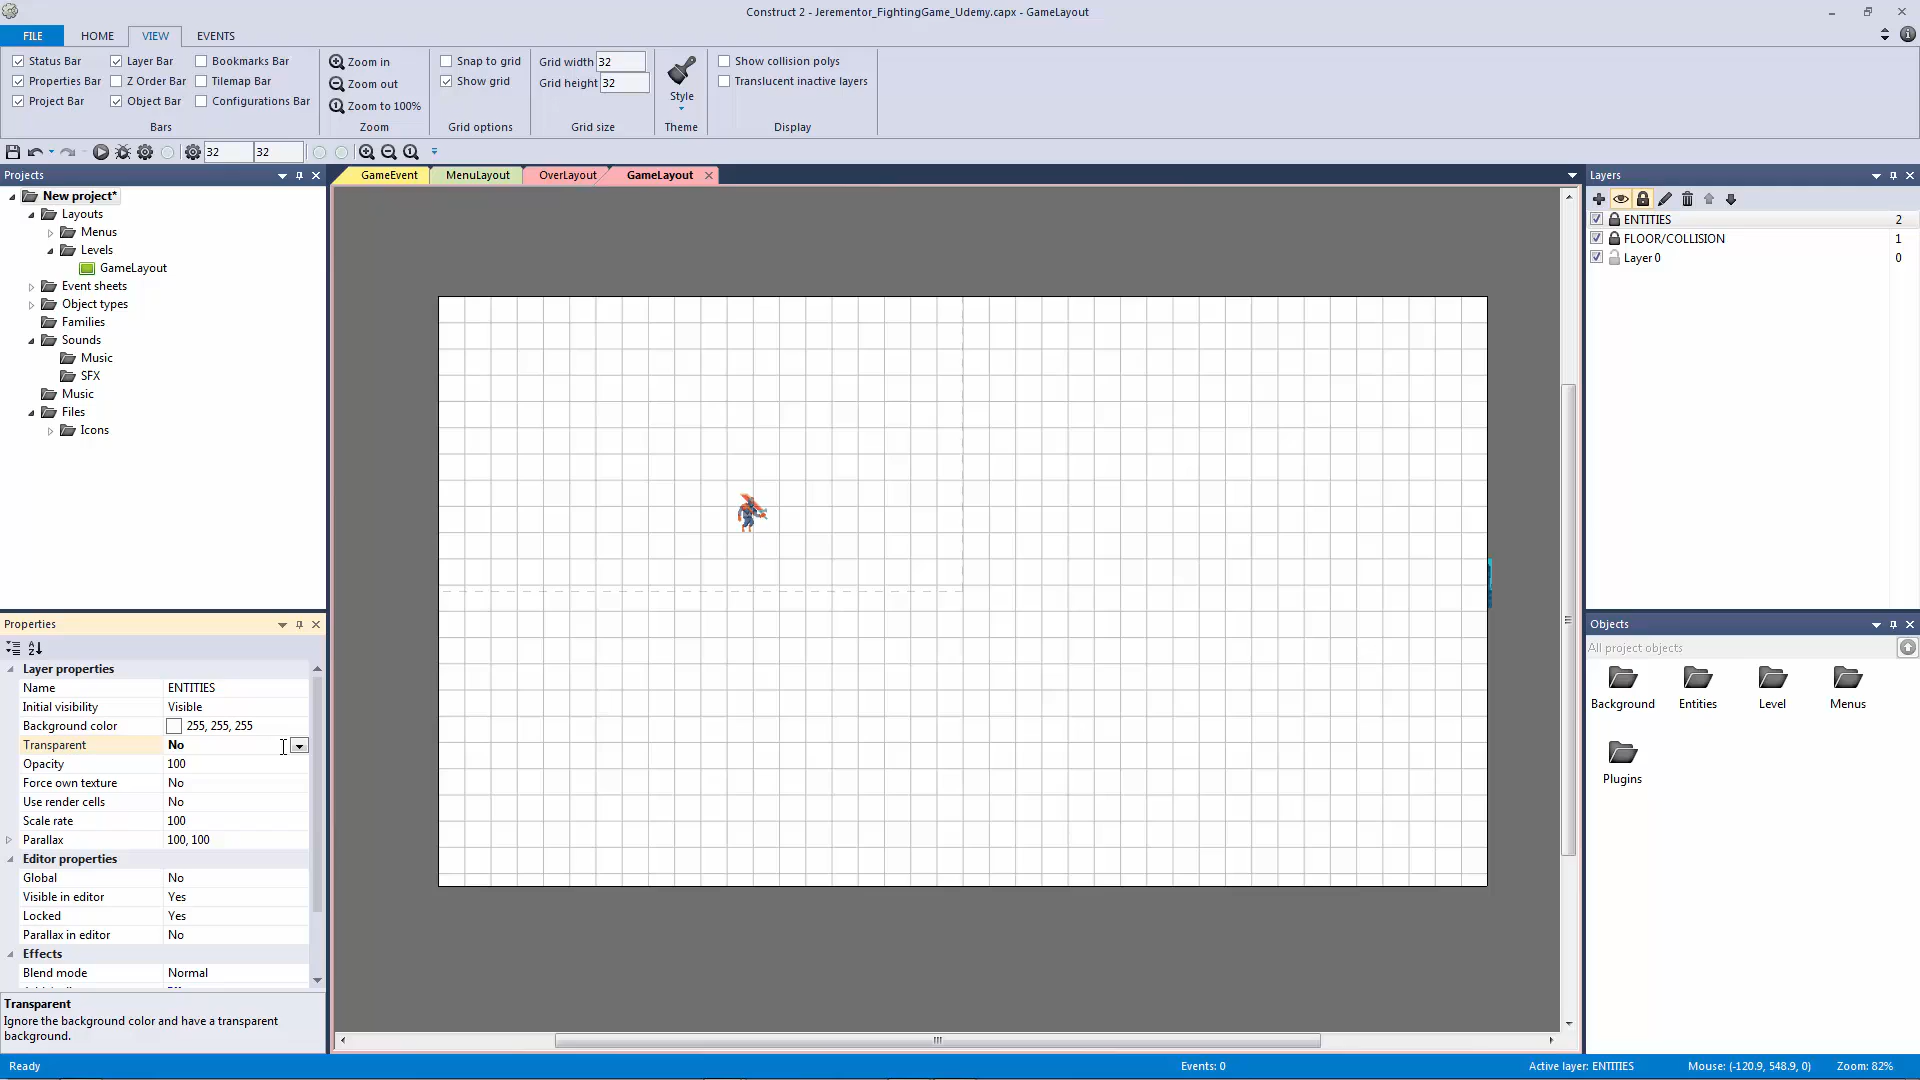 Construct 2 - Jerementor_FightingGame_Udemy.capx - GameLayout
FILE HOME VIEW EVENTS
Status Bar Layer Bar Bookmarks Bar Zoom in Snap to grid Grid width 32 Show collision polys
Properties Bar Z Order Bar Tilemap Bar Zoom out Show grid Grid height 32 Style Translucent inactive layers
Project Bar Object Bar Configurations Bar Zoom to 100%
Bars Zoom Grid options Grid size Theme Display
32 32
Projects
GameEvent MenuLayout OverLayout GameLayout
New project*
Layouts
Menus
Levels
GameLayout
Event sheets
Object types
Families
Sounds
Music
SFX
Music
Files
Icons
Properties
Layer properties
Name ENTITIES
Initial visibility Visible
Background color 255, 255, 255
Transparent No
Opacity 100
Force own texture No
Use render cells No
Scale rate 100
Parallax 100, 100
Editor properties
Global No
Visible in editor Yes
Locked Yes
Parallax in editor No
Effects
Blend mode Normal
Transparent
Ignore the background color and have a transparent
background.
Layers
ENTITIES 2
FLOOR/COLLISION 1
Layer 0 0
Objects
All project objects
Background Entities Level Menus
Plugins
Ready Events: 0 Active layer: ENTITIES Mouse: (-120.9, 548.9, 0) Zoom: 82%